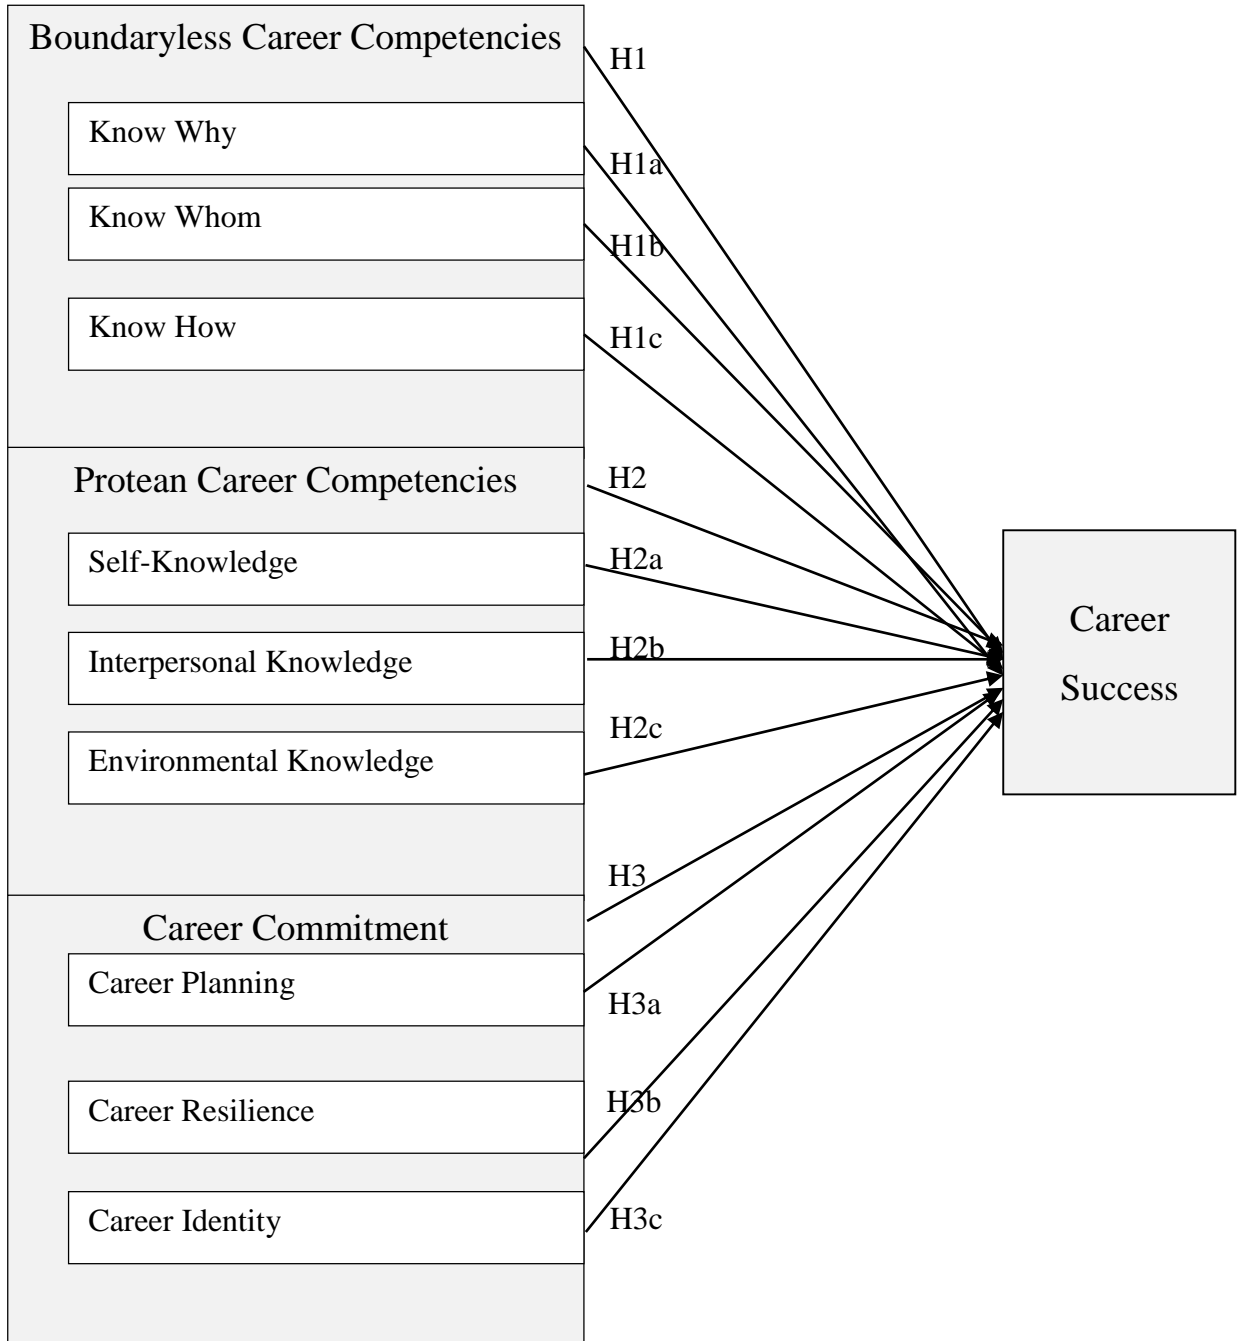 Boundaryless Career Competencies
H1
Know Why
H1a
Know Whom
H1b
Know How
H1c
Protean Career Competencies
H2
Self-Knowledge
H2a
Interpersonal Knowledge
H2b
Environmental Knowledge
H2c
Career
Success
H3
Career Commitment
Career Planning
H3a
Career Resilience
H3b
Career Identity
H3c